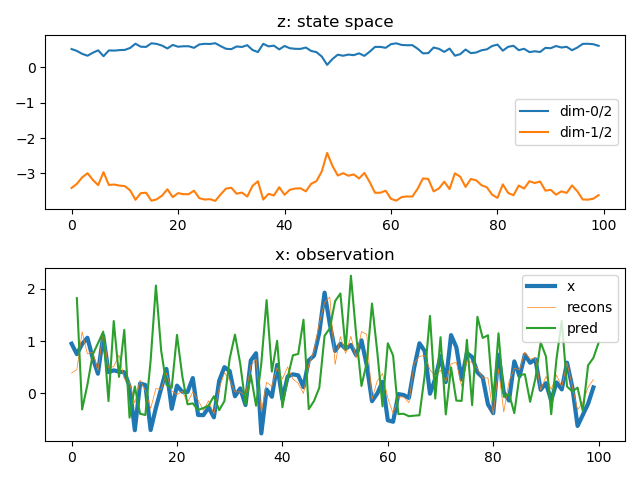 z: state space
0
−1
−2
−3
dim-0/2
dim-1/2
0 20 40 60 80 100
x: observation
2
1
0
x
recons
pred
0 20 40 60 80 100